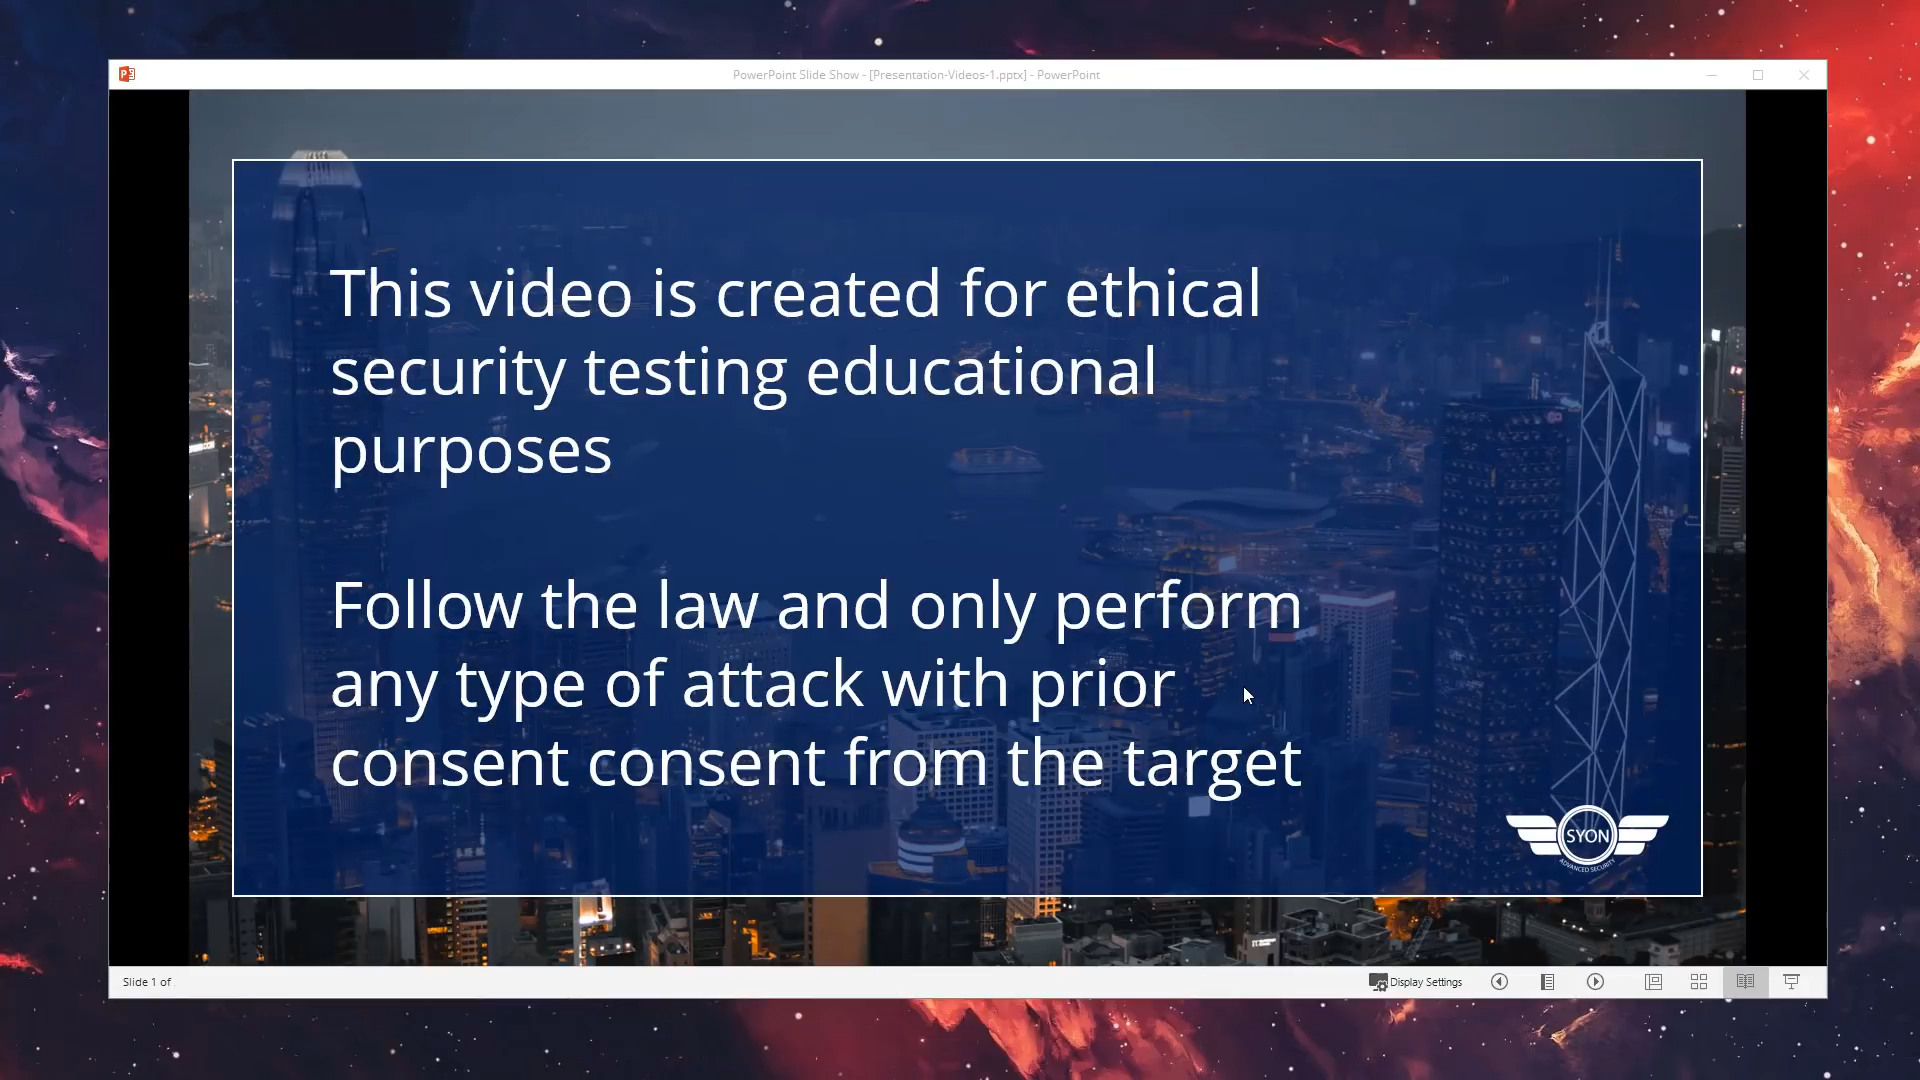 PowerPoint Slide Show - [Presentation-Videos-1.pptx] - PowerPoint
This video is created for ethical
security testing educational
purposes
Follow the law and only perform
any type of attack with prior
consent consent from the target
SYON
ADVANCED SECURITY
Slide 1 of
Display Settings